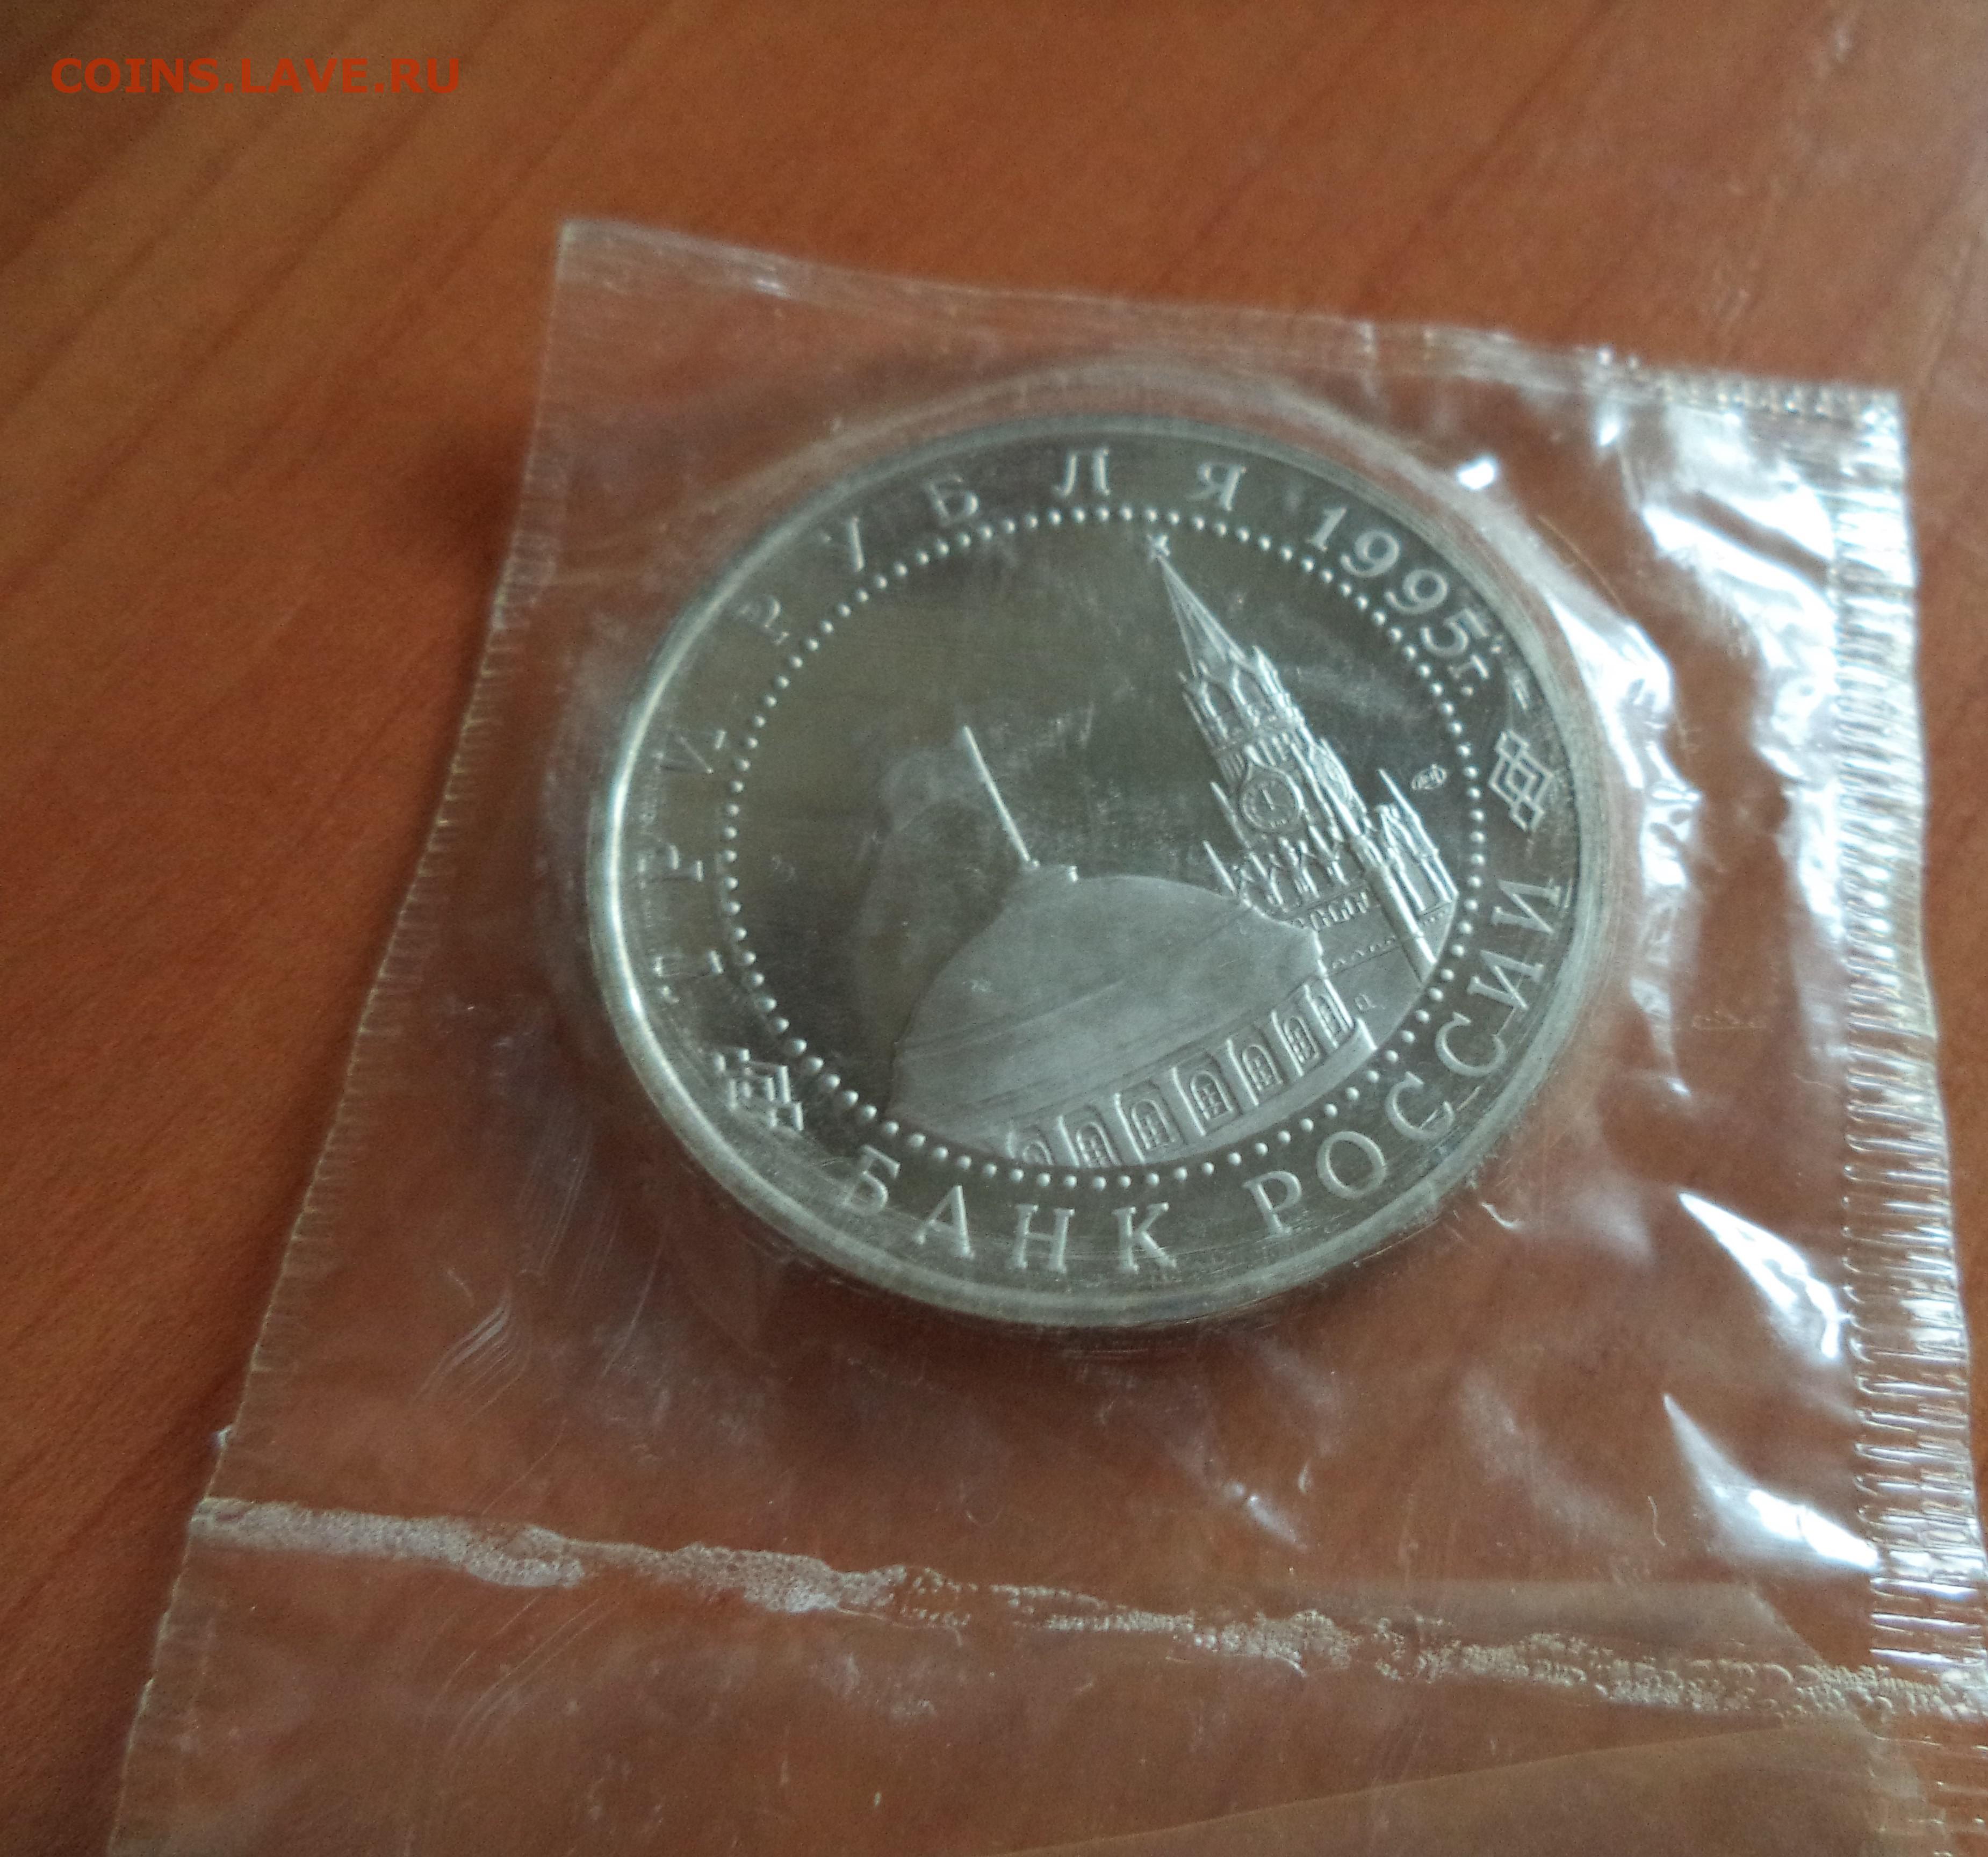 COINS.LAVE.RU
ТРИ РУБЛЯ 1995г.
БАНК РОССИИ